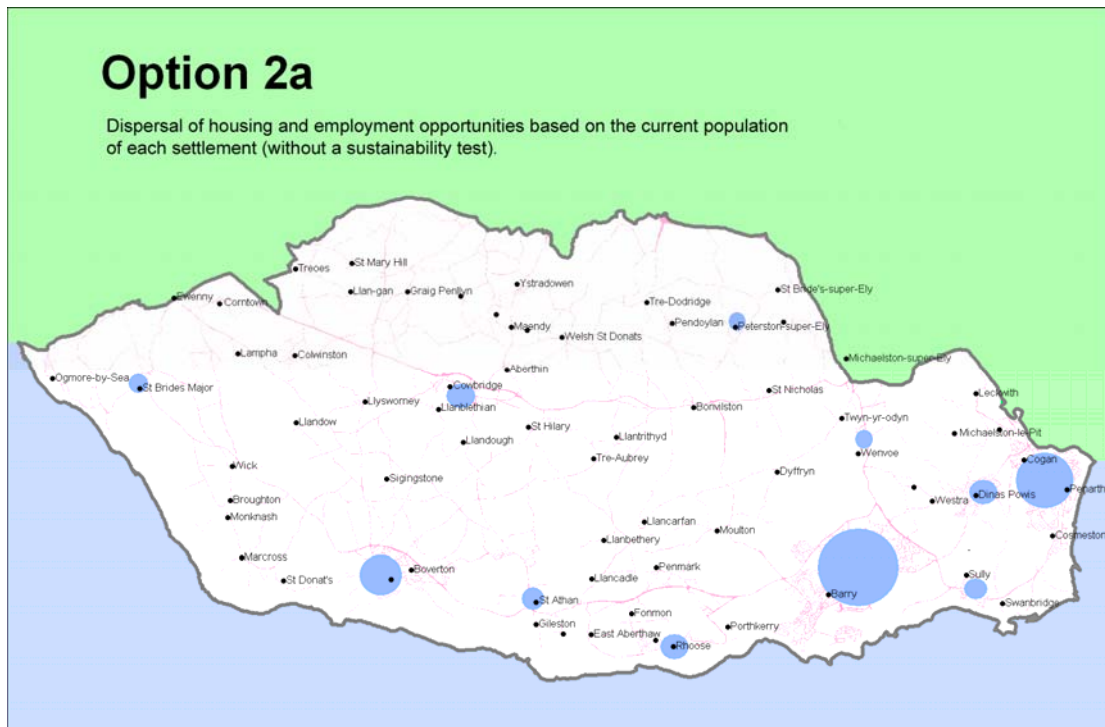 Option 2a
Dispersal of housing and employment opportunities based on the current population
of each settlement (without a sustainability test).
St Mary Hill
Treoes
Ystradowen
St Bride's-super-Ely
Llan-gan
Graig Penllyn
Ewenny
Corntown
Tre-Dodridge
Pendoylan
Peterston-super-Ely
Maendy
Welsh St Donats
Lampha
Colwinston
Michaelston-super-Ely
Aberthin
Ogmore-by-Sea
St Brides Major
Cowbridge
St Nicholas
Leckwith
Llysworney
Llanblethian
Bonvilston
Llandow
St Hilary
Twyn-yr-odyn
Llandough
Llantrithyd
Michaelston-le-Pit
Wenvoe
Tre-Aubrey
Cogan
Wick
Dyffryn
Sigingstone
Penarth
Broughton
Westra
Dinas Powis
Monknash
Llancarfan
Moulton
Cosmeston
Llanbethery
Marcross
Penmark
Boverton
St Donat's
Llancadle
Sully
Barry
St Athan
Swanbridge
Fonmon
Gileston
Porthkerry
East Aberthaw
Rhoose